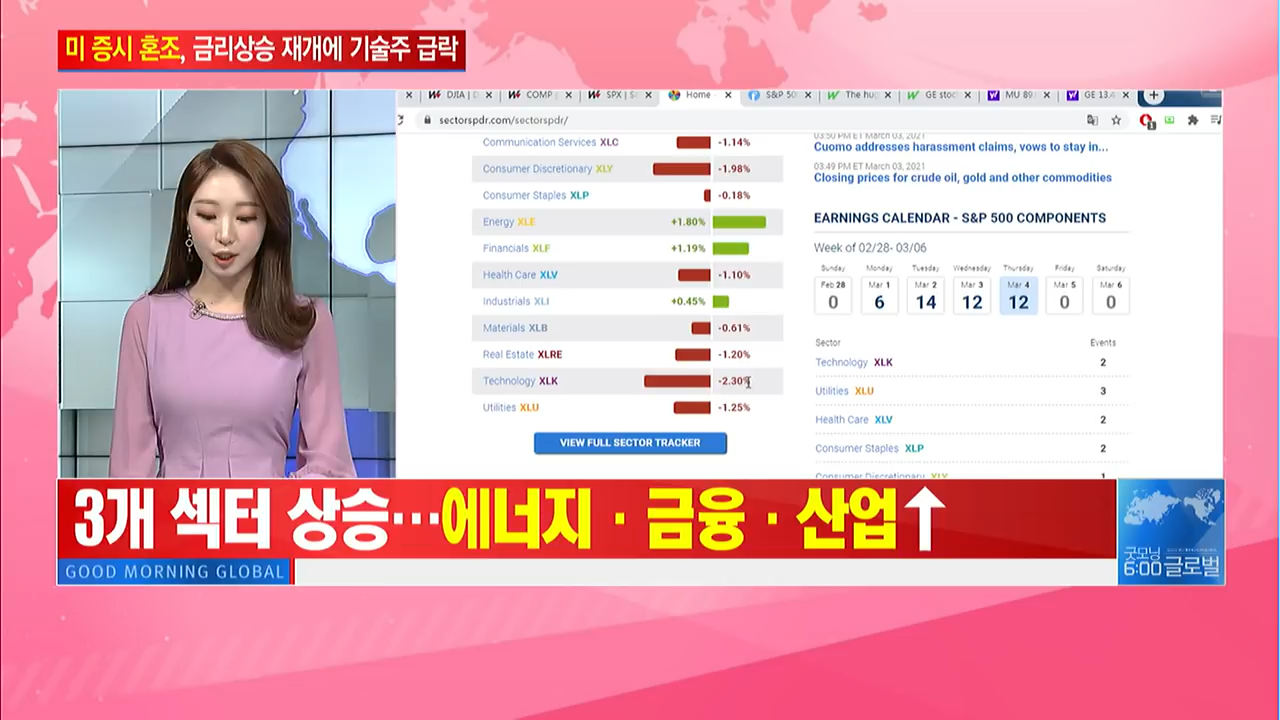 미 증시 혼조, 금리상승 재개에 기술주 급락
DJIA | D
COMP
SPX | S
Home
S&P 50
The hu
GE stoc
MU 89
GE 13.4
sectorspdr.com/sectorspdr/
1
Communication Services XLC -1.14%
Consumer Discretionary XLY -1.98%
Consumer Staples XLP -0.18%
Energy XLE +1.80%
Financials XLF +1.19%
Health Care XLV -1.10%
Industrials XLI +0.45%
Materials XLB -0.61%
Real Estate XLRE -1.20%
Technology XLK -2.30%
Utilities XLU -1.25%
VIEW FULL SECTOR TRACKER
03:50 PM ET March 03, 2021
Cuomo addresses harassment claims, vows to stay in...
03:49 PM ET March 03, 2021
Closing prices for crude oil, gold and other commodities
EARNINGS CALENDAR - S&P 500 COMPONENTS
Week of 02/28- 03/06
Sunday Monday Tuesday Wednesday Thursday Friday Saturday
Feb 28 Mar 1 Mar 2 Mar 3 Mar 4 Mar 5 Mar 6
0 6 14 12 12 0 0
Sector Events
Technology XLK 2
Utilities XLU 3
Health Care XLV 2
Consumer Staples XLP 2
Consumer Discretionary XLY 1
3개 섹터 상승…에너지·금융·산업↑
GOOD MORNING GLOBAL
굿모닝
6:00 글로벌